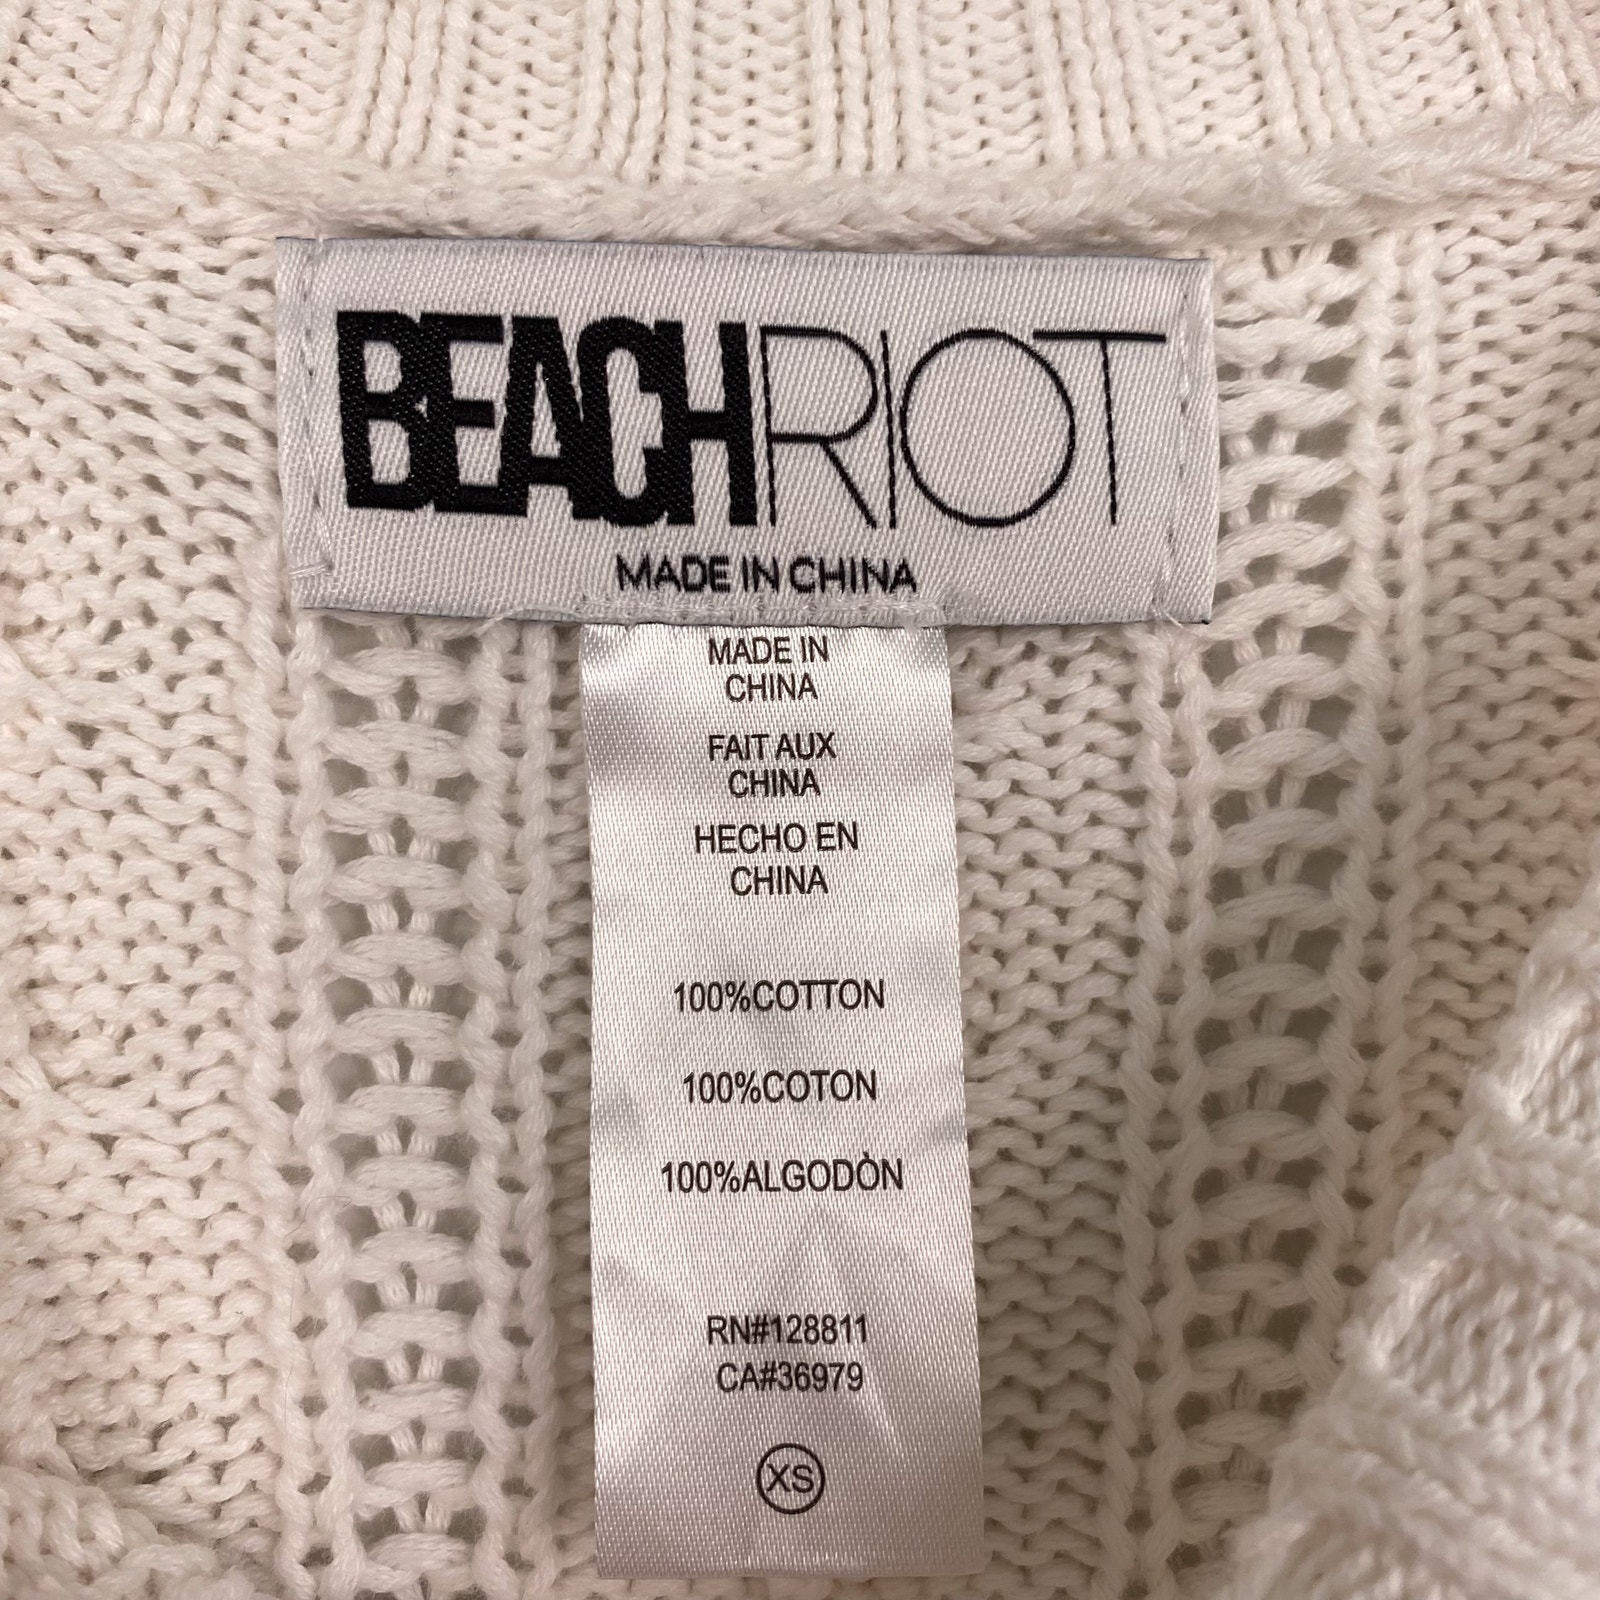 BEACHRIOT
MADE IN CHINA
MADE IN
CHINA
FAIT AUX
CHINA
HECHO EN
CHINA
100%COTTON
100%COTON
100%ALGODÒN
RN#128811
CA#36979
XS